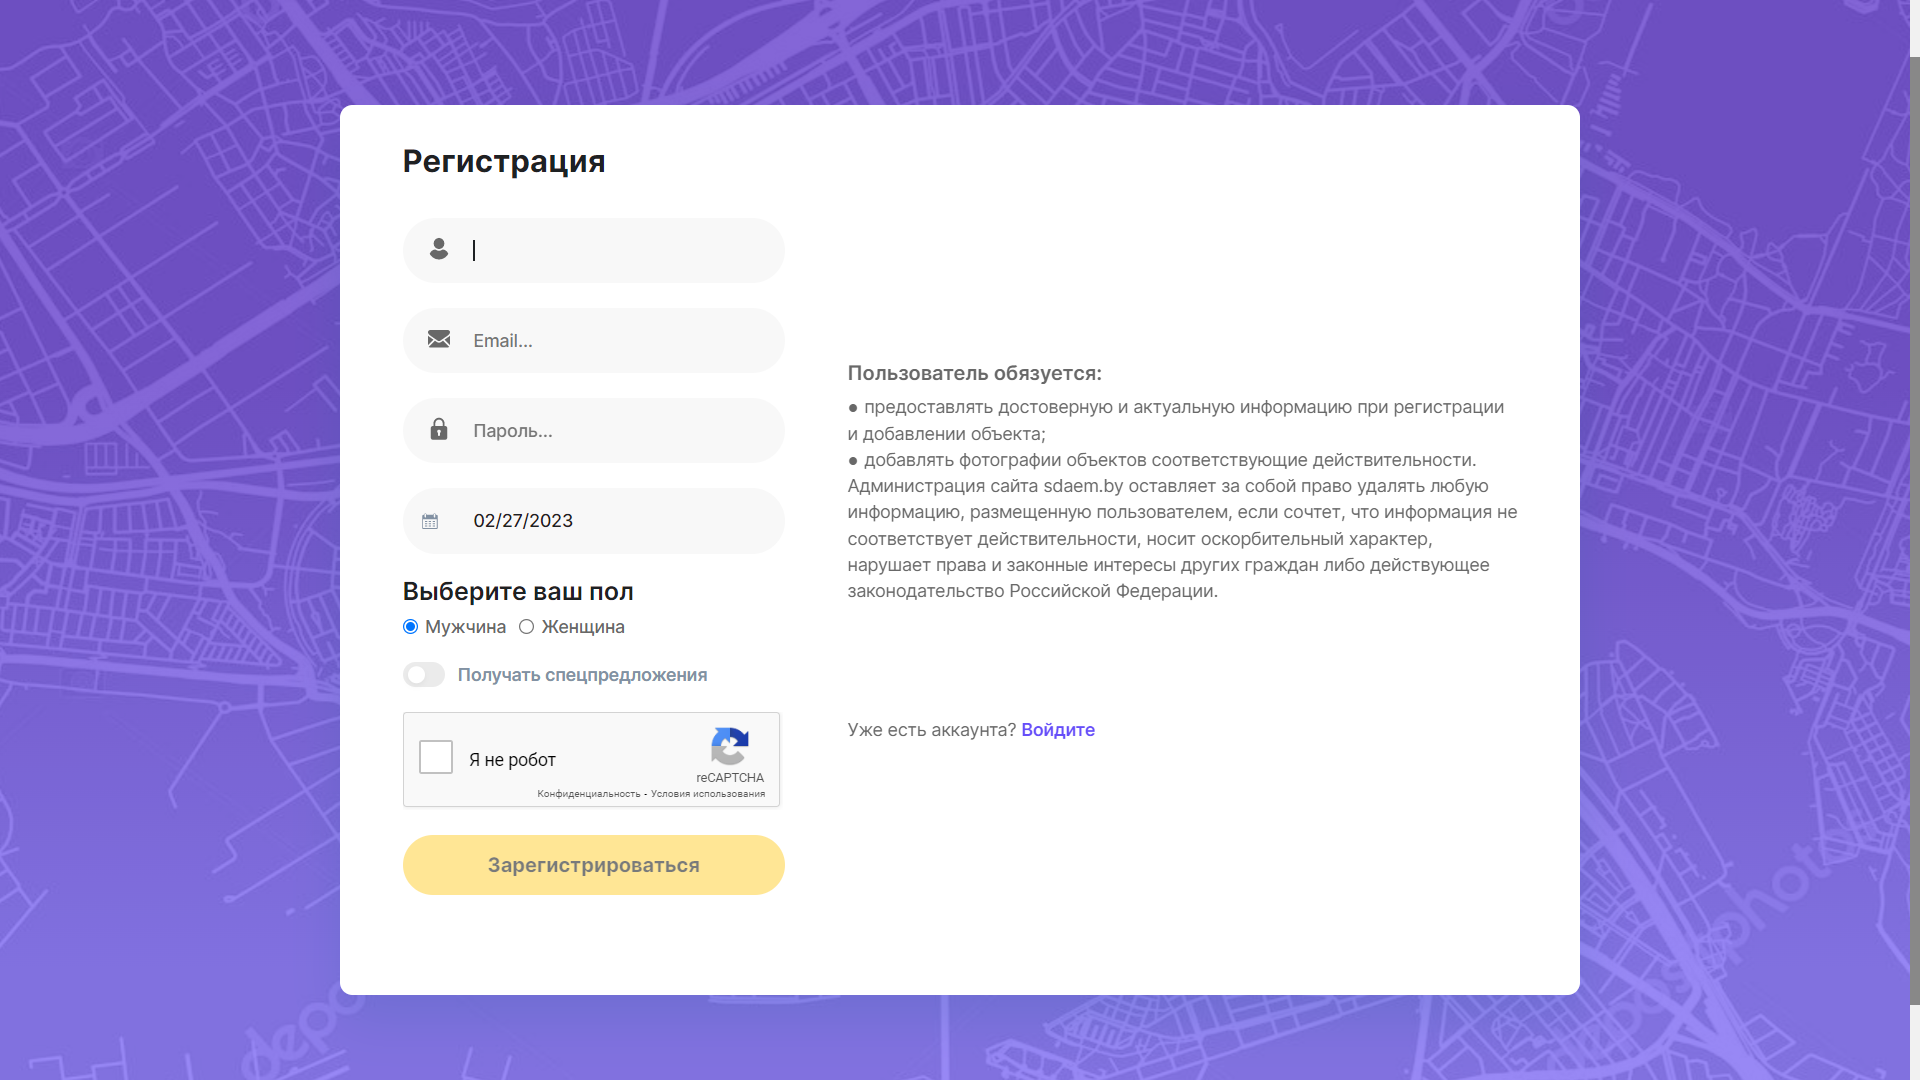 Регистрация
Email...
Пароль...
02/27/2023
Выберите ваш пол
Мужчина Женщина
Получать спецпредложения
Я не робот
reCAPTCHA
Конфиденциальность - Условия использования
Зарегистрироваться
Пользователь обязуется:
● предоставлять достоверную и актуальную информацию при регистрации
и добавлении объекта;
● добавлять фотографии объектов соответствующие действительности.
Администрация сайта sdaem.by оставляет за собой право удалять любую
информацию, размещенную пользователем, если сочтет, что информация не
соответствует действительности, носит оскорбительный характер,
нарушает права и законные интересы других граждан либо действующее
законодательство Российской Федерации.
Уже есть аккаунта? Войдите